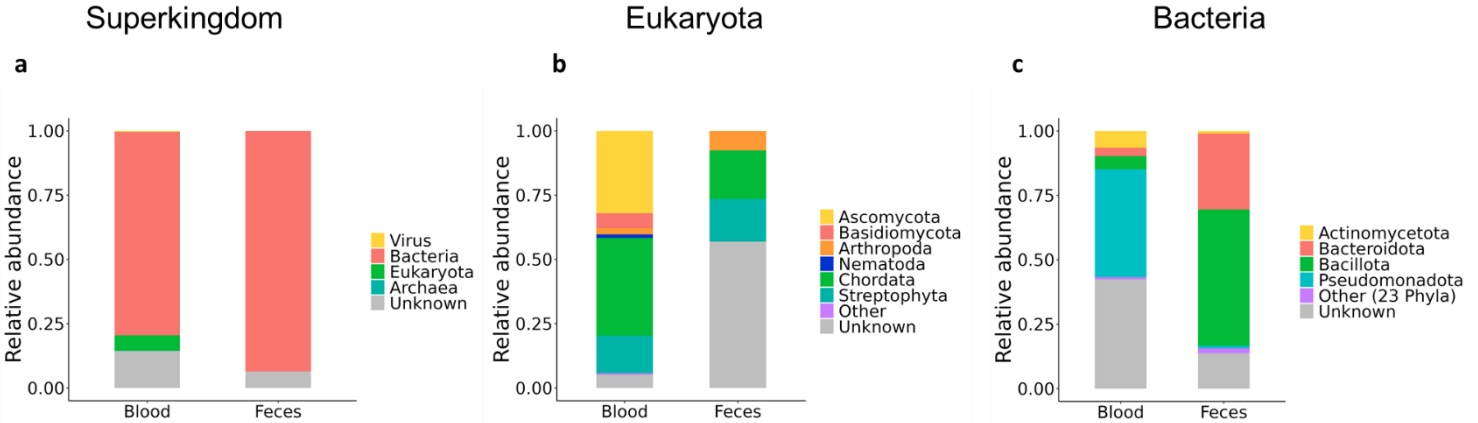 Superkingdom
Eukaryota
Bacteria
a
b
c
Relative abundance
1.00
0.75
0.50
0.25
0.00
Blood
Feces
Virus
Bacteria
Eukaryota
Archaea
Unknown
Relative abundance
1.00
0.75
0.50
0.25
0.00
Blood
Feces
Ascomycota
Basidiomycota
Arthropoda
Nematoda
Chordata
Streptophyta
Other
Unknown
Relative abundance
1.00
0.75
0.50
0.25
0.00
Blood
Feces
Actinomycetota
Bacteroidota
Bacillota
Pseudomonadota
Other (23 Phyla)
Unknown